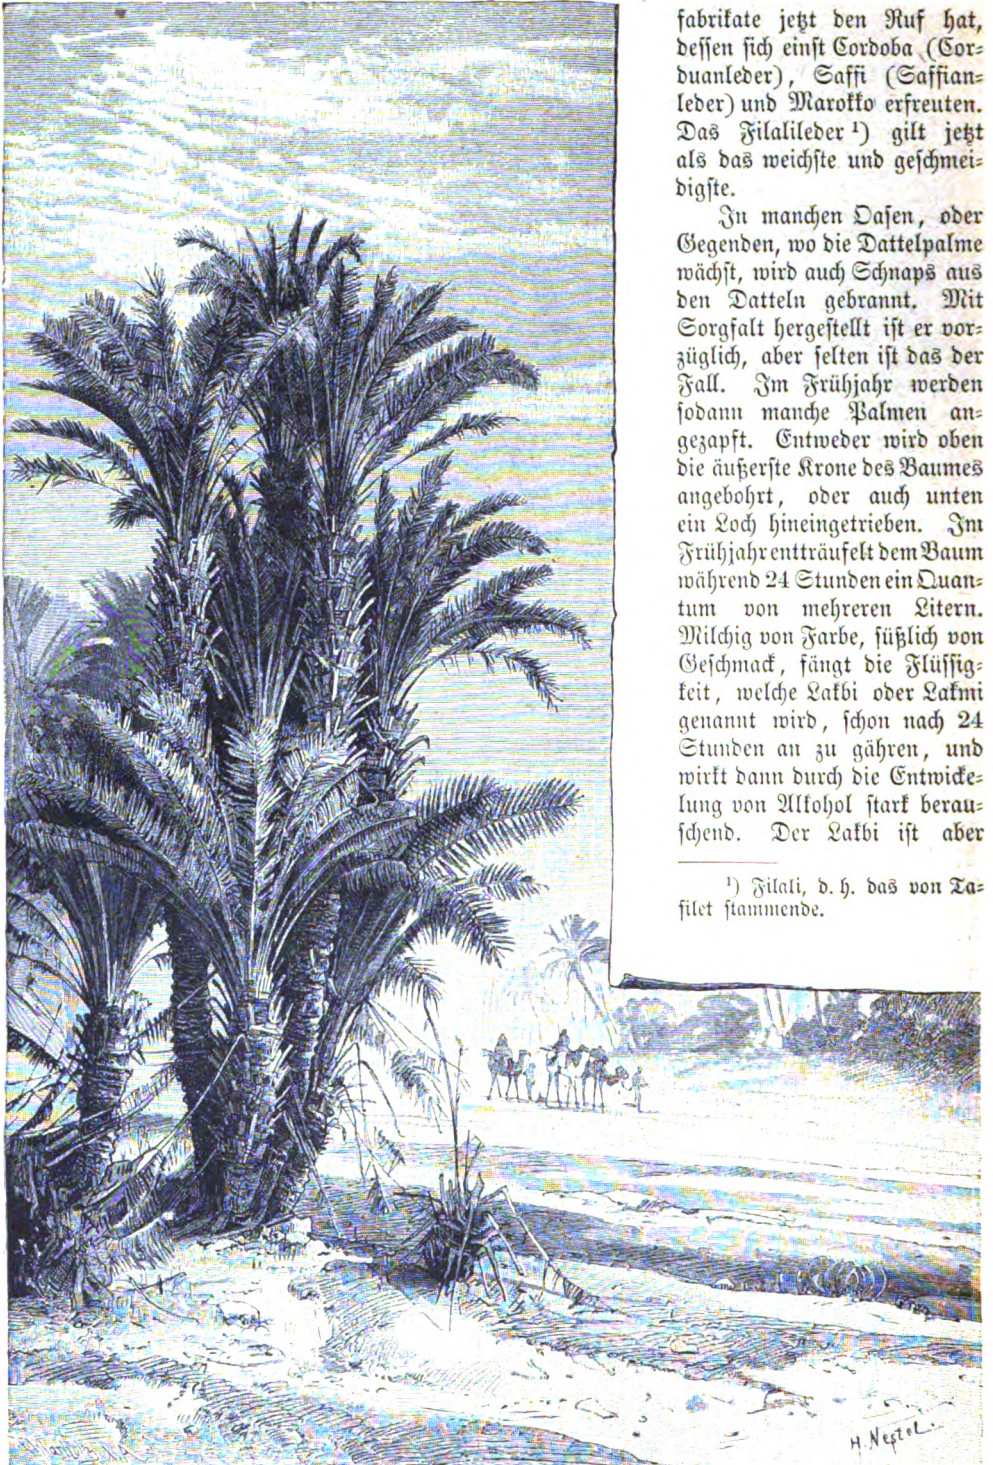 fabrikate jetzt den Ruf hat,
dessen sich einst Cordoba (Cor-
duanleder), Saffi (Saffian-
leder) und Marokko erfreuten.
Das Filalileder ¹) gilt jetzt
als das weichste und geschmei-
digste.
In manchen Oasen, oder
Gegenden, wo die Dattelpalme
wächst, wird auch Schnaps aus
den Datteln gebrannt. Mit
Sorgfalt hergestellt ist er vor-
züglich, aber selten ist das der
Fall. Im Frühjahr werden
sodann manche Palmen an-
gezapft. Entweder wird oben
die äußerste Krone des Baumes
angebohrt, oder auch unten
ein Loch hineingetrieben. Im
Frühjahr entträufelt dem Baum
während 24 Stunden ein Quan-
tum von mehreren Litern.
Milchig von Farbe, süßlich von
Geschmack, fängt die Flüssig-
keit, welche Lakbi oder Lakmi
genannt wird, schon nach 24
Stunden an zu gähren, und
wirkt dann durch die Entwicke-
lung von Alkohol stark berau-
schend. Der Lakbi ist aber
¹) Filali, d. h. das von Ta-
filet stammende.
H. Nestel.